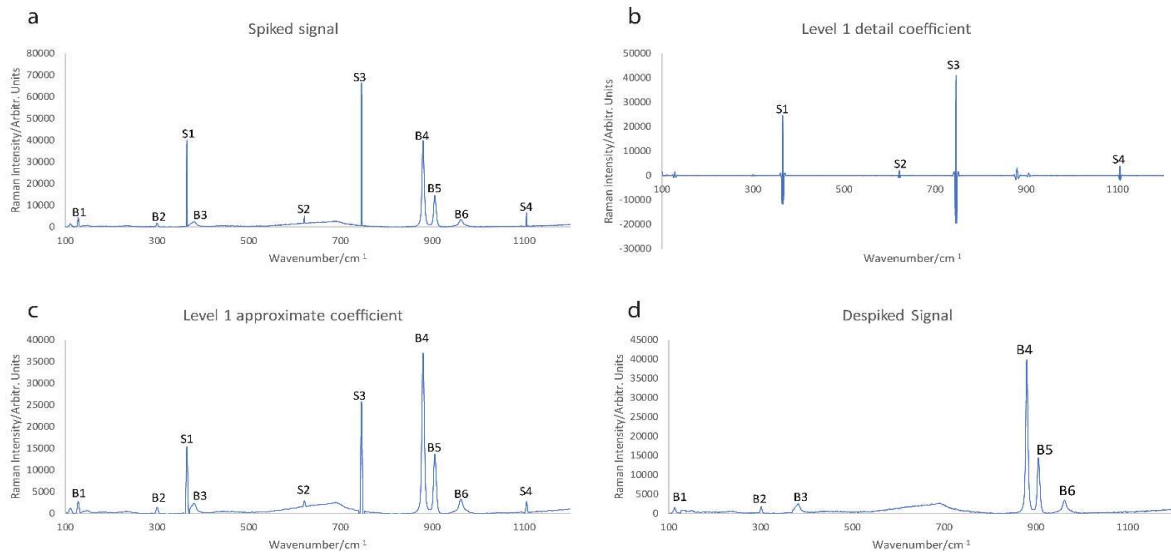 a
Spiked signal
Raman Intensity/Arbitr. Units
80000
70000
60000
50000
40000
30000
20000
10000
0
B1
B2
S1
B3
S2
S3
B4
B5
B6
S4
100 300 500 700 900 1100
Wavenumber/cm⁻¹
b
Level 1 detail coefficient
Raman Intensity/Arbitr. Units
50000
40000
30000
20000
10000
0
-10000
-20000
-30000
S1
S2
S3
S4
100 300 500 700 900 1100
Wavenumber/cm⁻¹
c
Level 1 approximate coefficient
Raman Intensity/Arbitr. Units
40000
35000
30000
25000
20000
15000
10000
5000
0
B1
B2
S1
B3
S2
S3
B4
B5
B6
S4
100 300 500 700 900 1100
Wavenumber/cm⁻¹
d
Despiked Signal
Raman Intensity/Arbitr. Units
45000
40000
35000
30000
25000
20000
15000
10000
5000
0
B1
B2
B3
B4
B5
B6
100 300 500 700 900 1100
Wavenumber/cm⁻¹